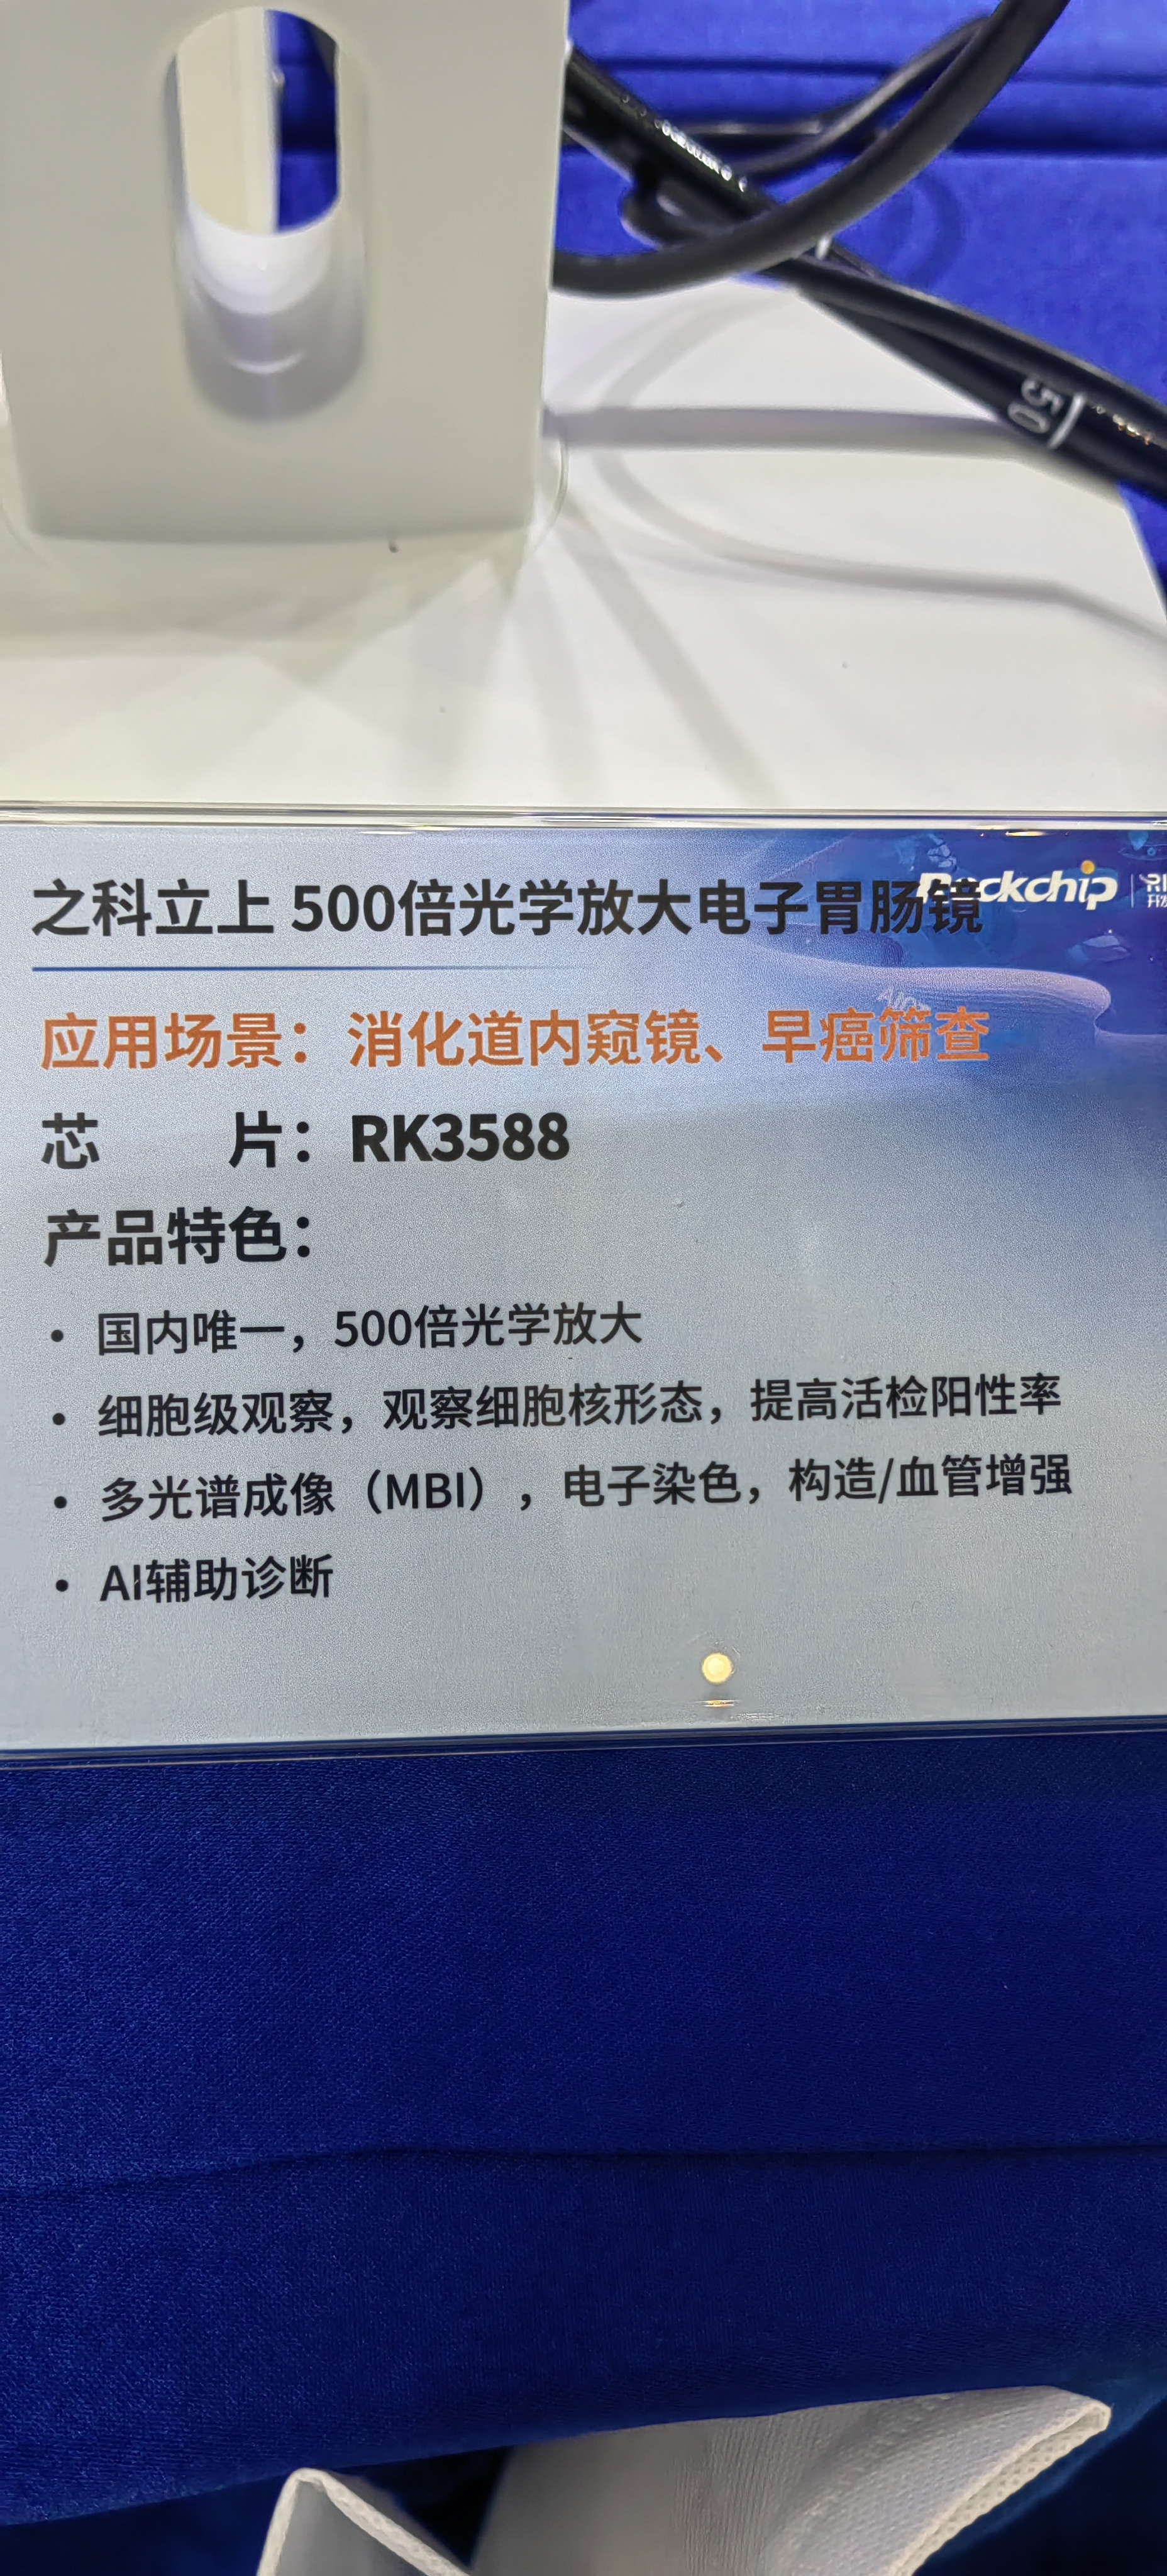 50
Rockchip
之科立上 500倍光学放大电子胃肠镜
应用场景：消化道内窥镜、早癌筛查
芯 片：RK3588
产品特色：
• 国内唯一，500倍光学放大
• 细胞级观察，观察细胞核形态，提高活检阳性率
• 多光谱成像（MBI），电子染色，构造/血管增强
• AI辅助诊断